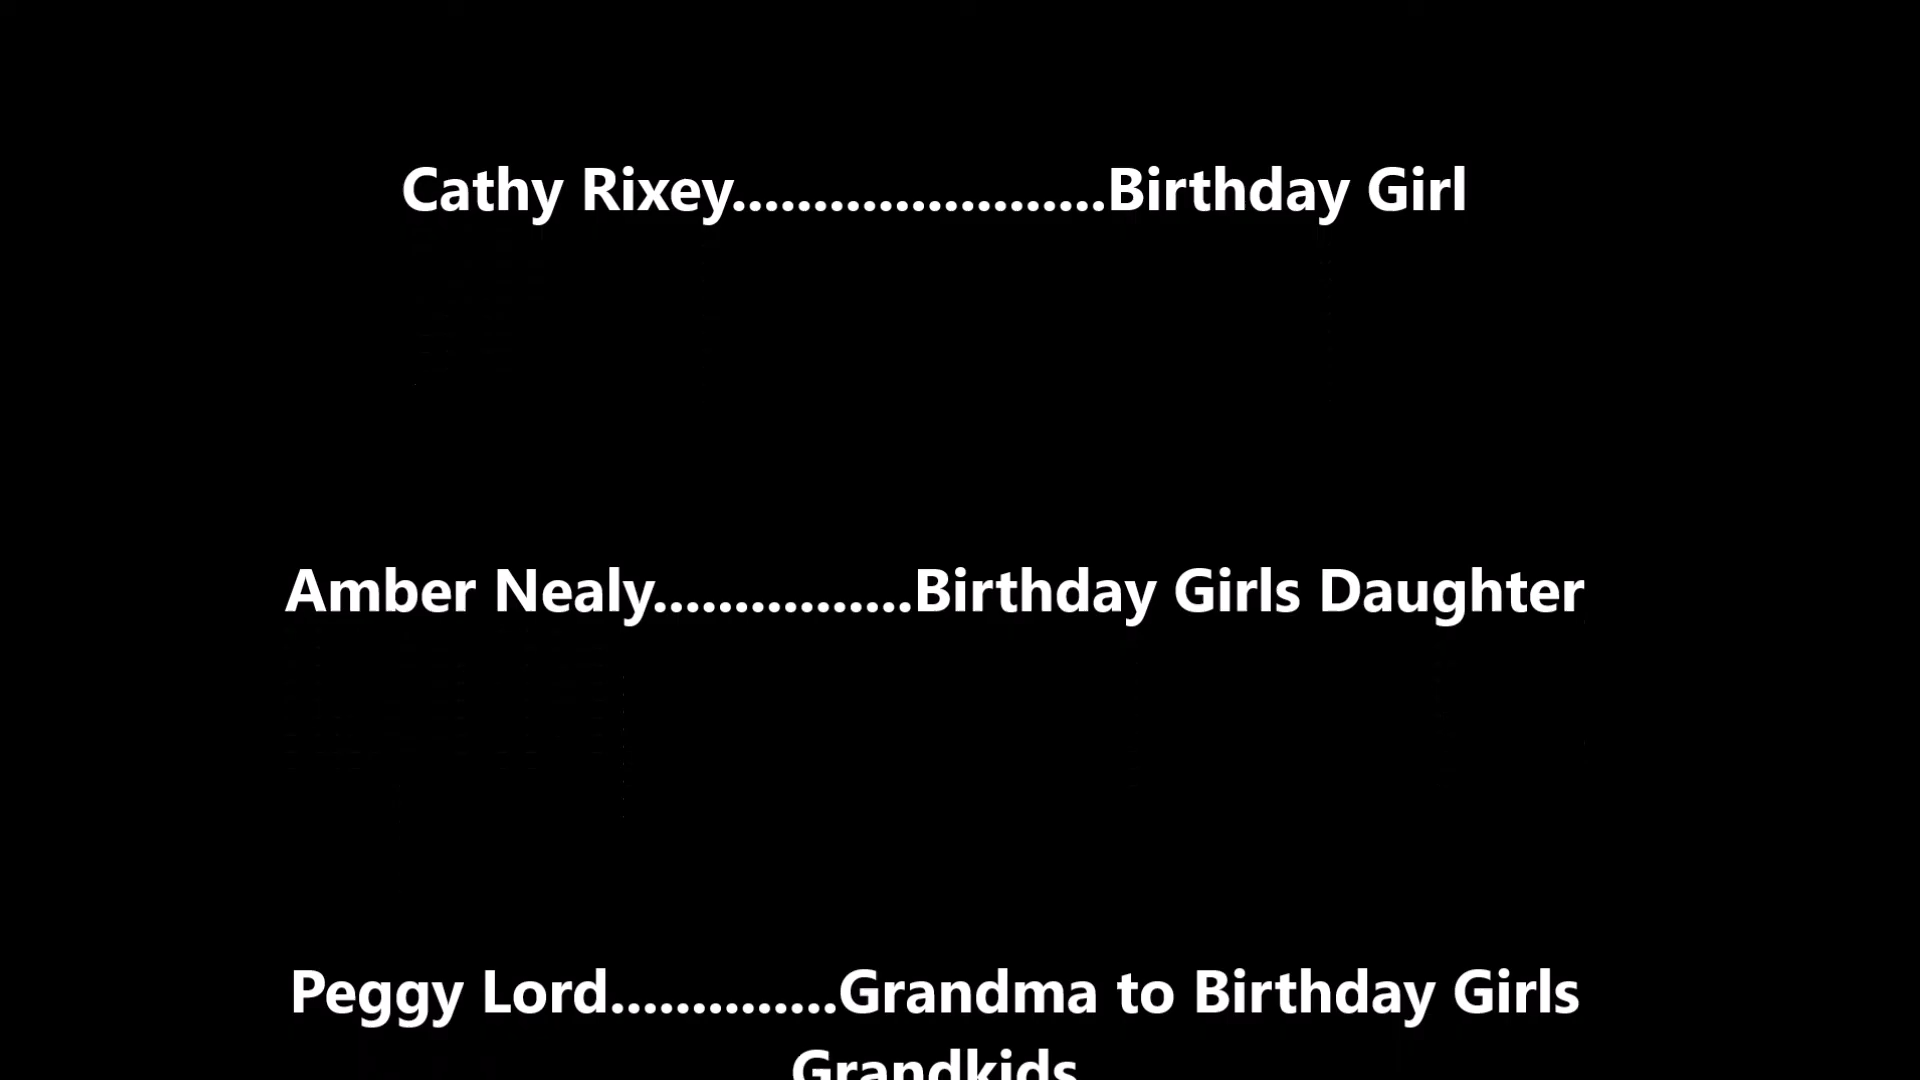 Cathy Rixey.......................Birthday Girl
Amber Nealy................Birthday Girls Daughter
Peggy Lord..............Grandma to Birthday Girls
Grandkids